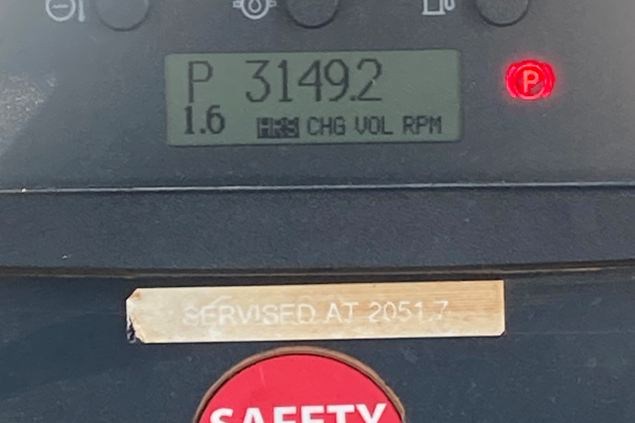 P 3149.2
1.6 HRS CHG VOL RPM
P
SERVISED AT 2051.7
SAFETY